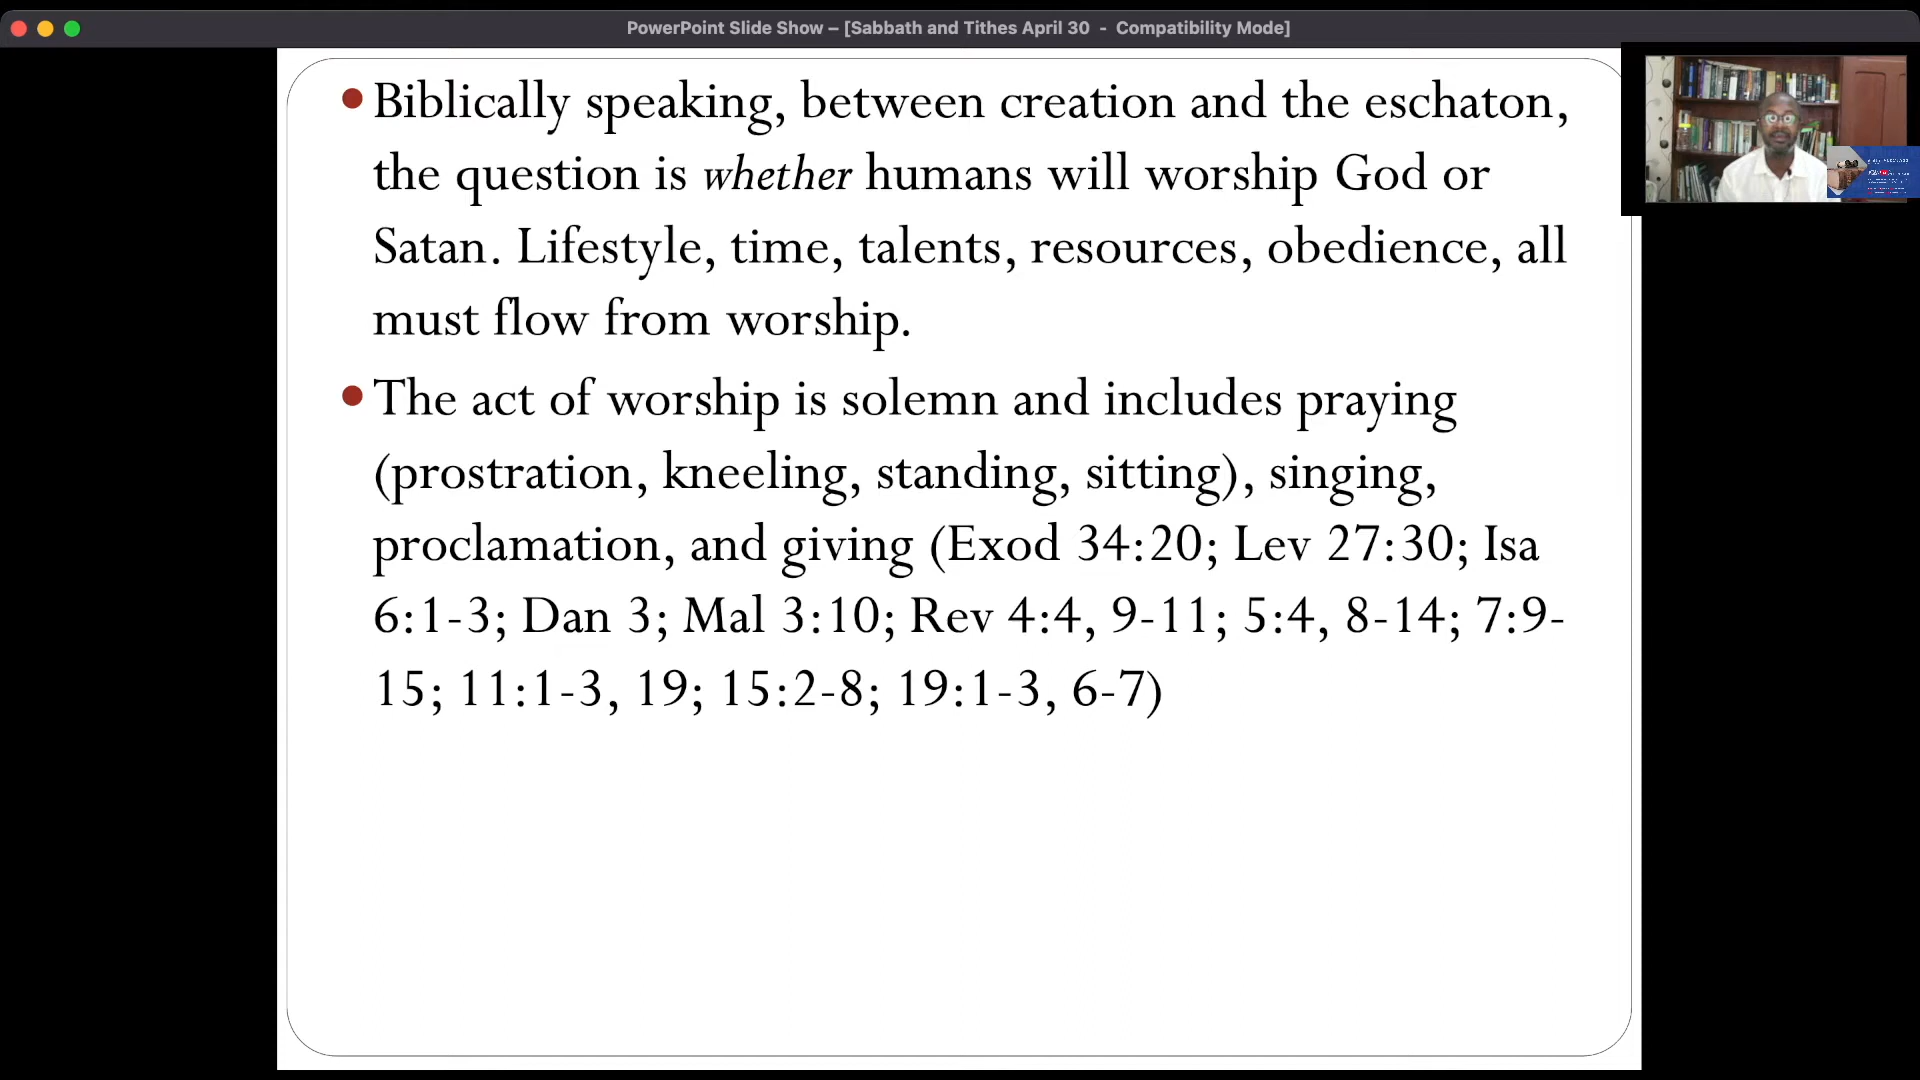 PowerPoint Slide Show – [Sabbath and Tithes April 30  -  Compatibility Mode]
• Biblically speaking, between creation and the eschaton,
the question is whether humans will worship God or
Satan. Lifestyle, time, talents, resources, obedience, all
must flow from worship.
• The act of worship is solemn and includes praying
(prostration, kneeling, standing, sitting), singing,
proclamation, and giving (Exod 34:20; Lev 27:30; Isa
6:1-3; Dan 3; Mal 3:10; Rev 4:4, 9-11; 5:4, 8-14; 7:9-
15; 11:1-3, 19; 15:2-8; 19:1-3, 6-7)